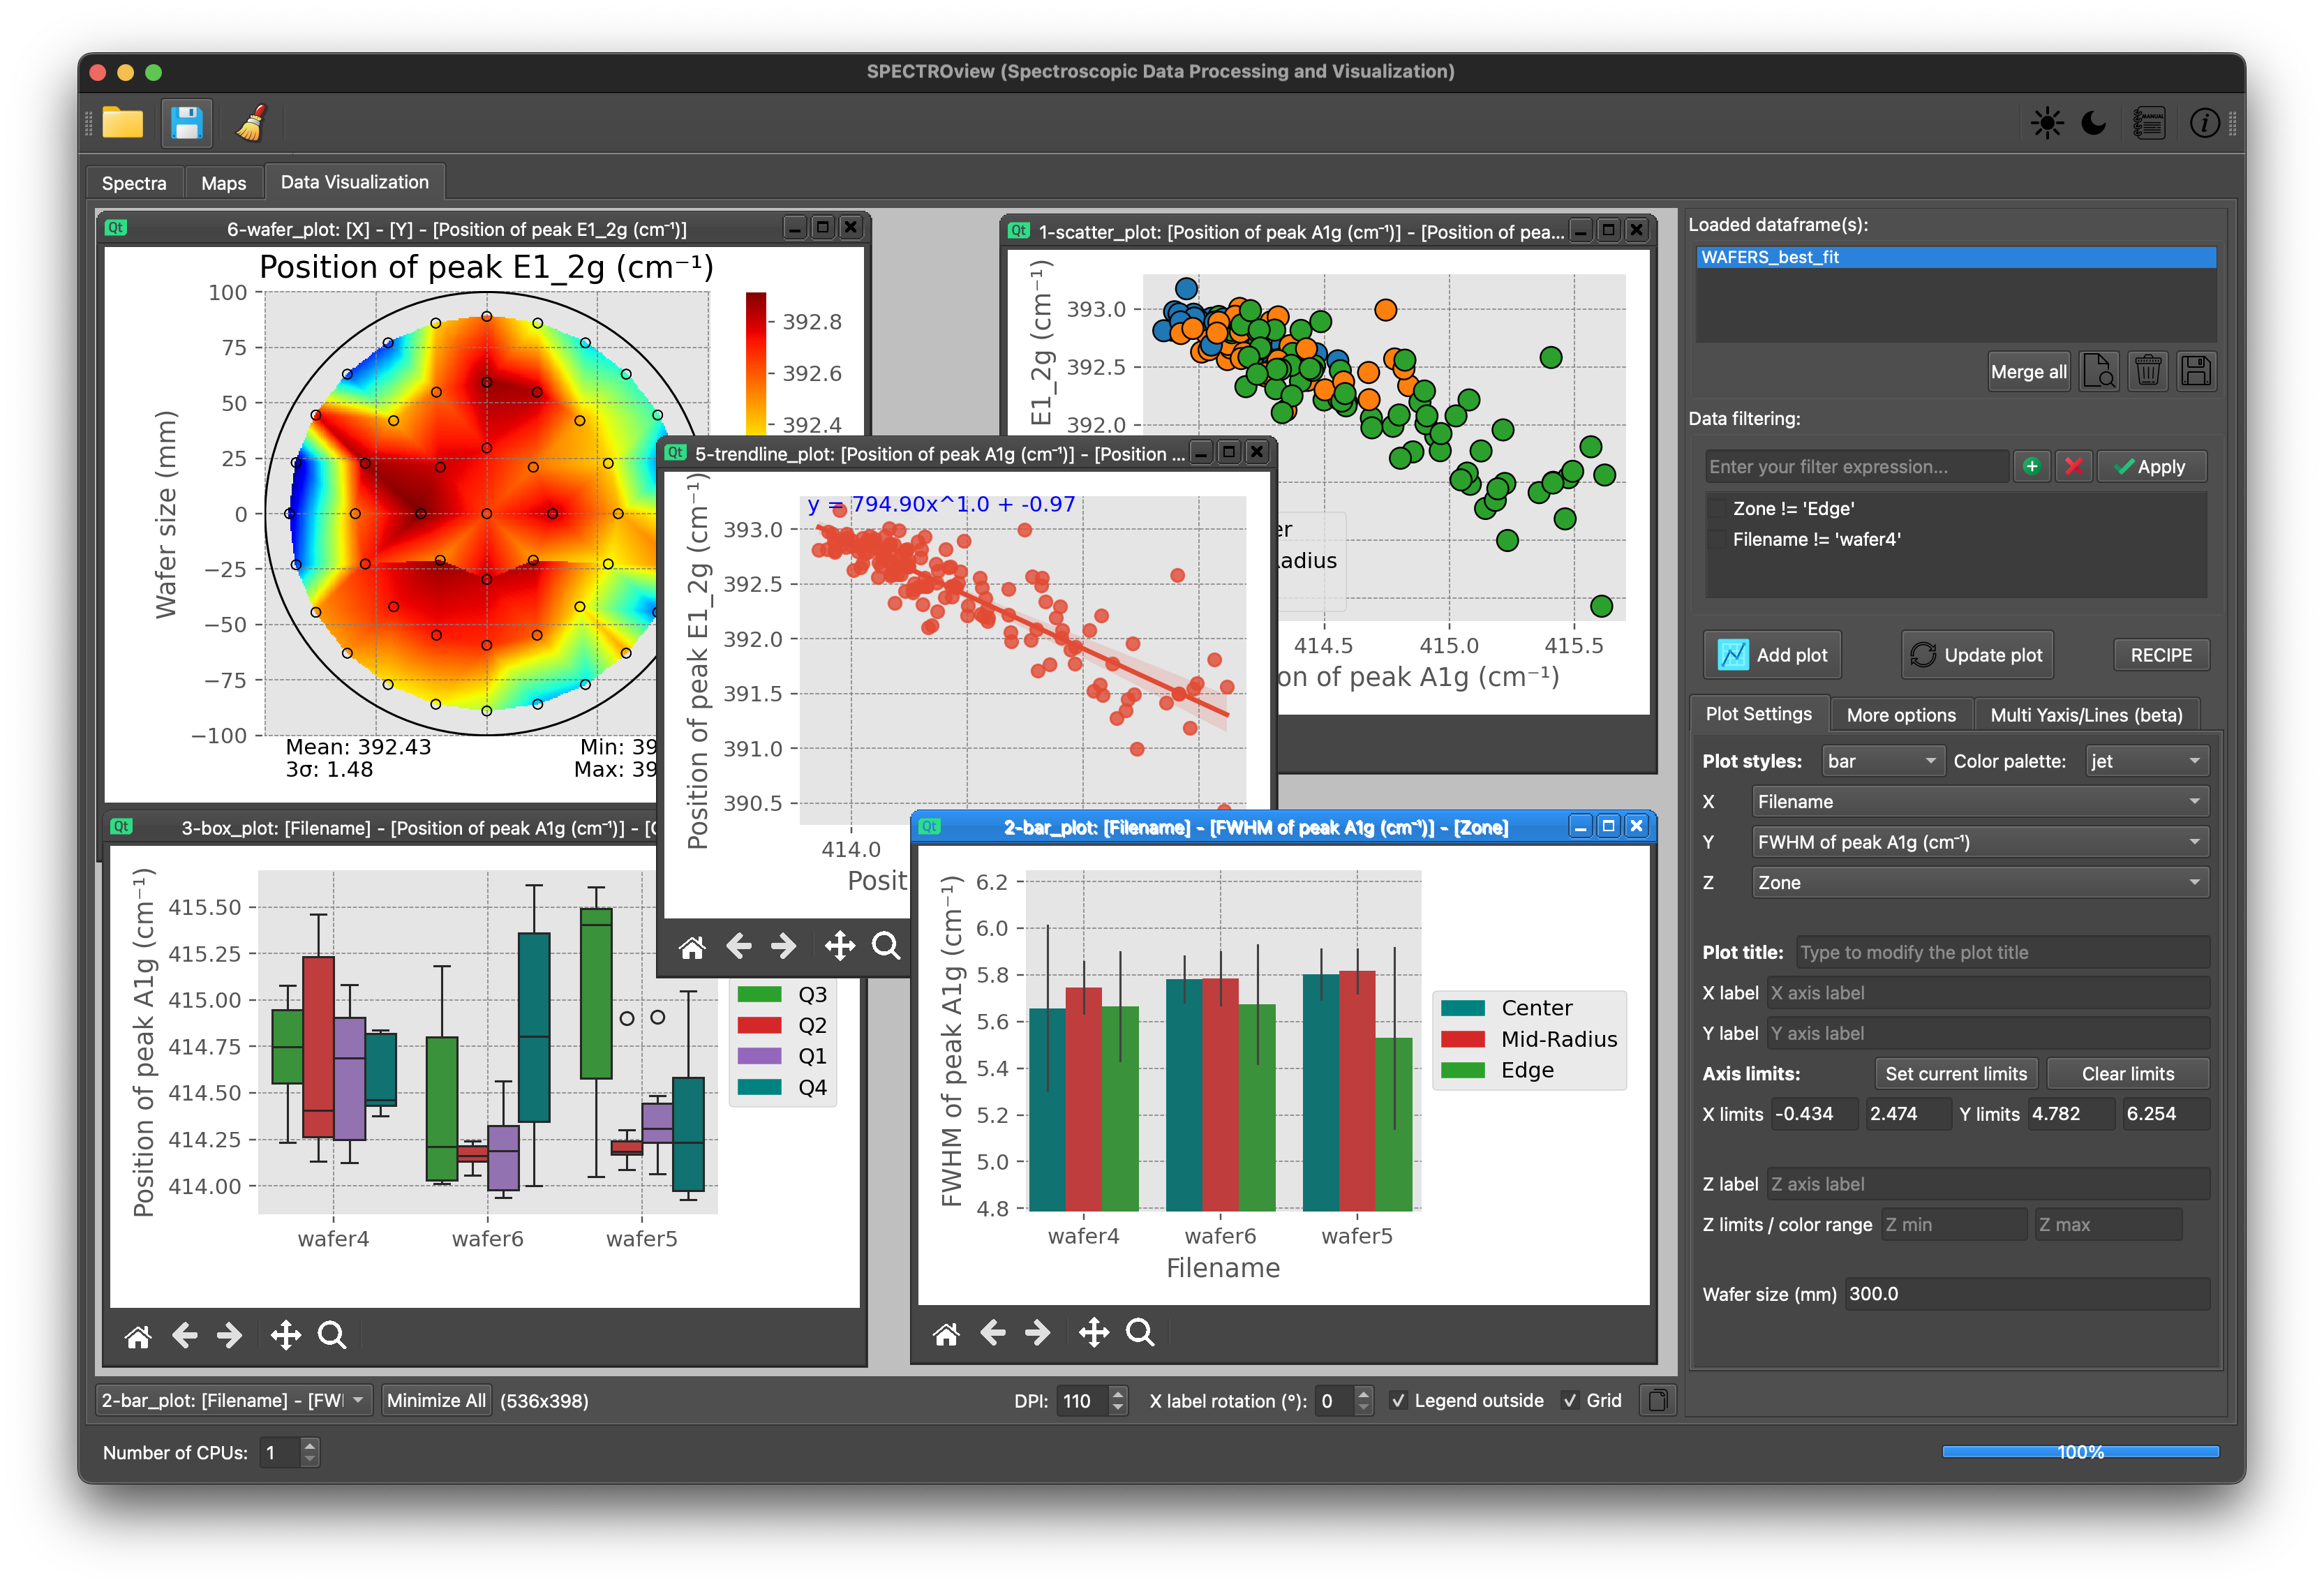 SPECTROview (Spectroscopic Data Processing and Visualization)
MANUAL
i
Spectra
Maps
Data Visualization
Qt
6-wafer_plot: [X] - [Y] - [Position of peak E1_2g (cm⁻¹)]
Position of peak E1_2g (cm⁻¹)
Wafer size (mm)
100
75
50
25
0
−25
−50
−75
−100
392.8
392.6
392.4
Mean: 392.43
3σ: 1.48
Min: 39
Max: 39
Qt
1-scatter_plot: [Position of peak A1g (cm⁻¹)] - [Position of pea...
E1_2g (cm⁻¹)
393.0
392.5
392.0
er
adius
414.5
415.0
415.5
on of peak A1g (cm⁻¹)
Qt
5-trendline_plot: [Position of peak A1g (cm⁻¹)] - [Position ...
y = 794.90x^1.0 + -0.97
Position of peak E1_2g (cm⁻¹)
393.0
392.5
392.0
391.5
391.0
390.5
414.0
Posit
Qt
3-box_plot: [Filename] - [Position of peak A1g (cm⁻¹)] -
Position of peak A1g (cm⁻¹)
415.50
415.25
415.00
414.75
414.50
414.25
414.00
wafer4
wafer6
wafer5
Q3
Q2
Q1
Q4
Qt
2-bar_plot: [Filename] - [FWHM of peak A1g (cm⁻¹)] - [Zone]
FWHM of peak A1g (cm⁻¹)
6.2
6.0
5.8
5.6
5.4
5.2
5.0
4.8
wafer4
wafer6
wafer5
Filename
Center
Mid-Radius
Edge
Loaded dataframe(s):
WAFERS_best_fit
Merge all
Data filtering:
Enter your filter expression...
Apply
Zone != 'Edge'
Filename != 'wafer4'
Add plot
Update plot
RECIPE
Plot Settings
More options
Multi Yaxis/Lines (beta)
Plot styles: bar Color palette: jet
X Filename
Y FWHM of peak A1g (cm⁻¹)
Z Zone
Plot title: Type to modify the plot title
X label X axis label
Y label Y axis label
Axis limits: Set current limits Clear limits
X limits -0.434 2.474 Y limits 4.782 6.254
Z label Z axis label
Z limits / color range Z min Z max
Wafer size (mm) 300.0
2-bar_plot: [Filename] - [FW
Minimize All
(536x398)
DPI: 110
X label rotation (°): 0
Legend outside
Grid
Number of CPUs: 1
100%